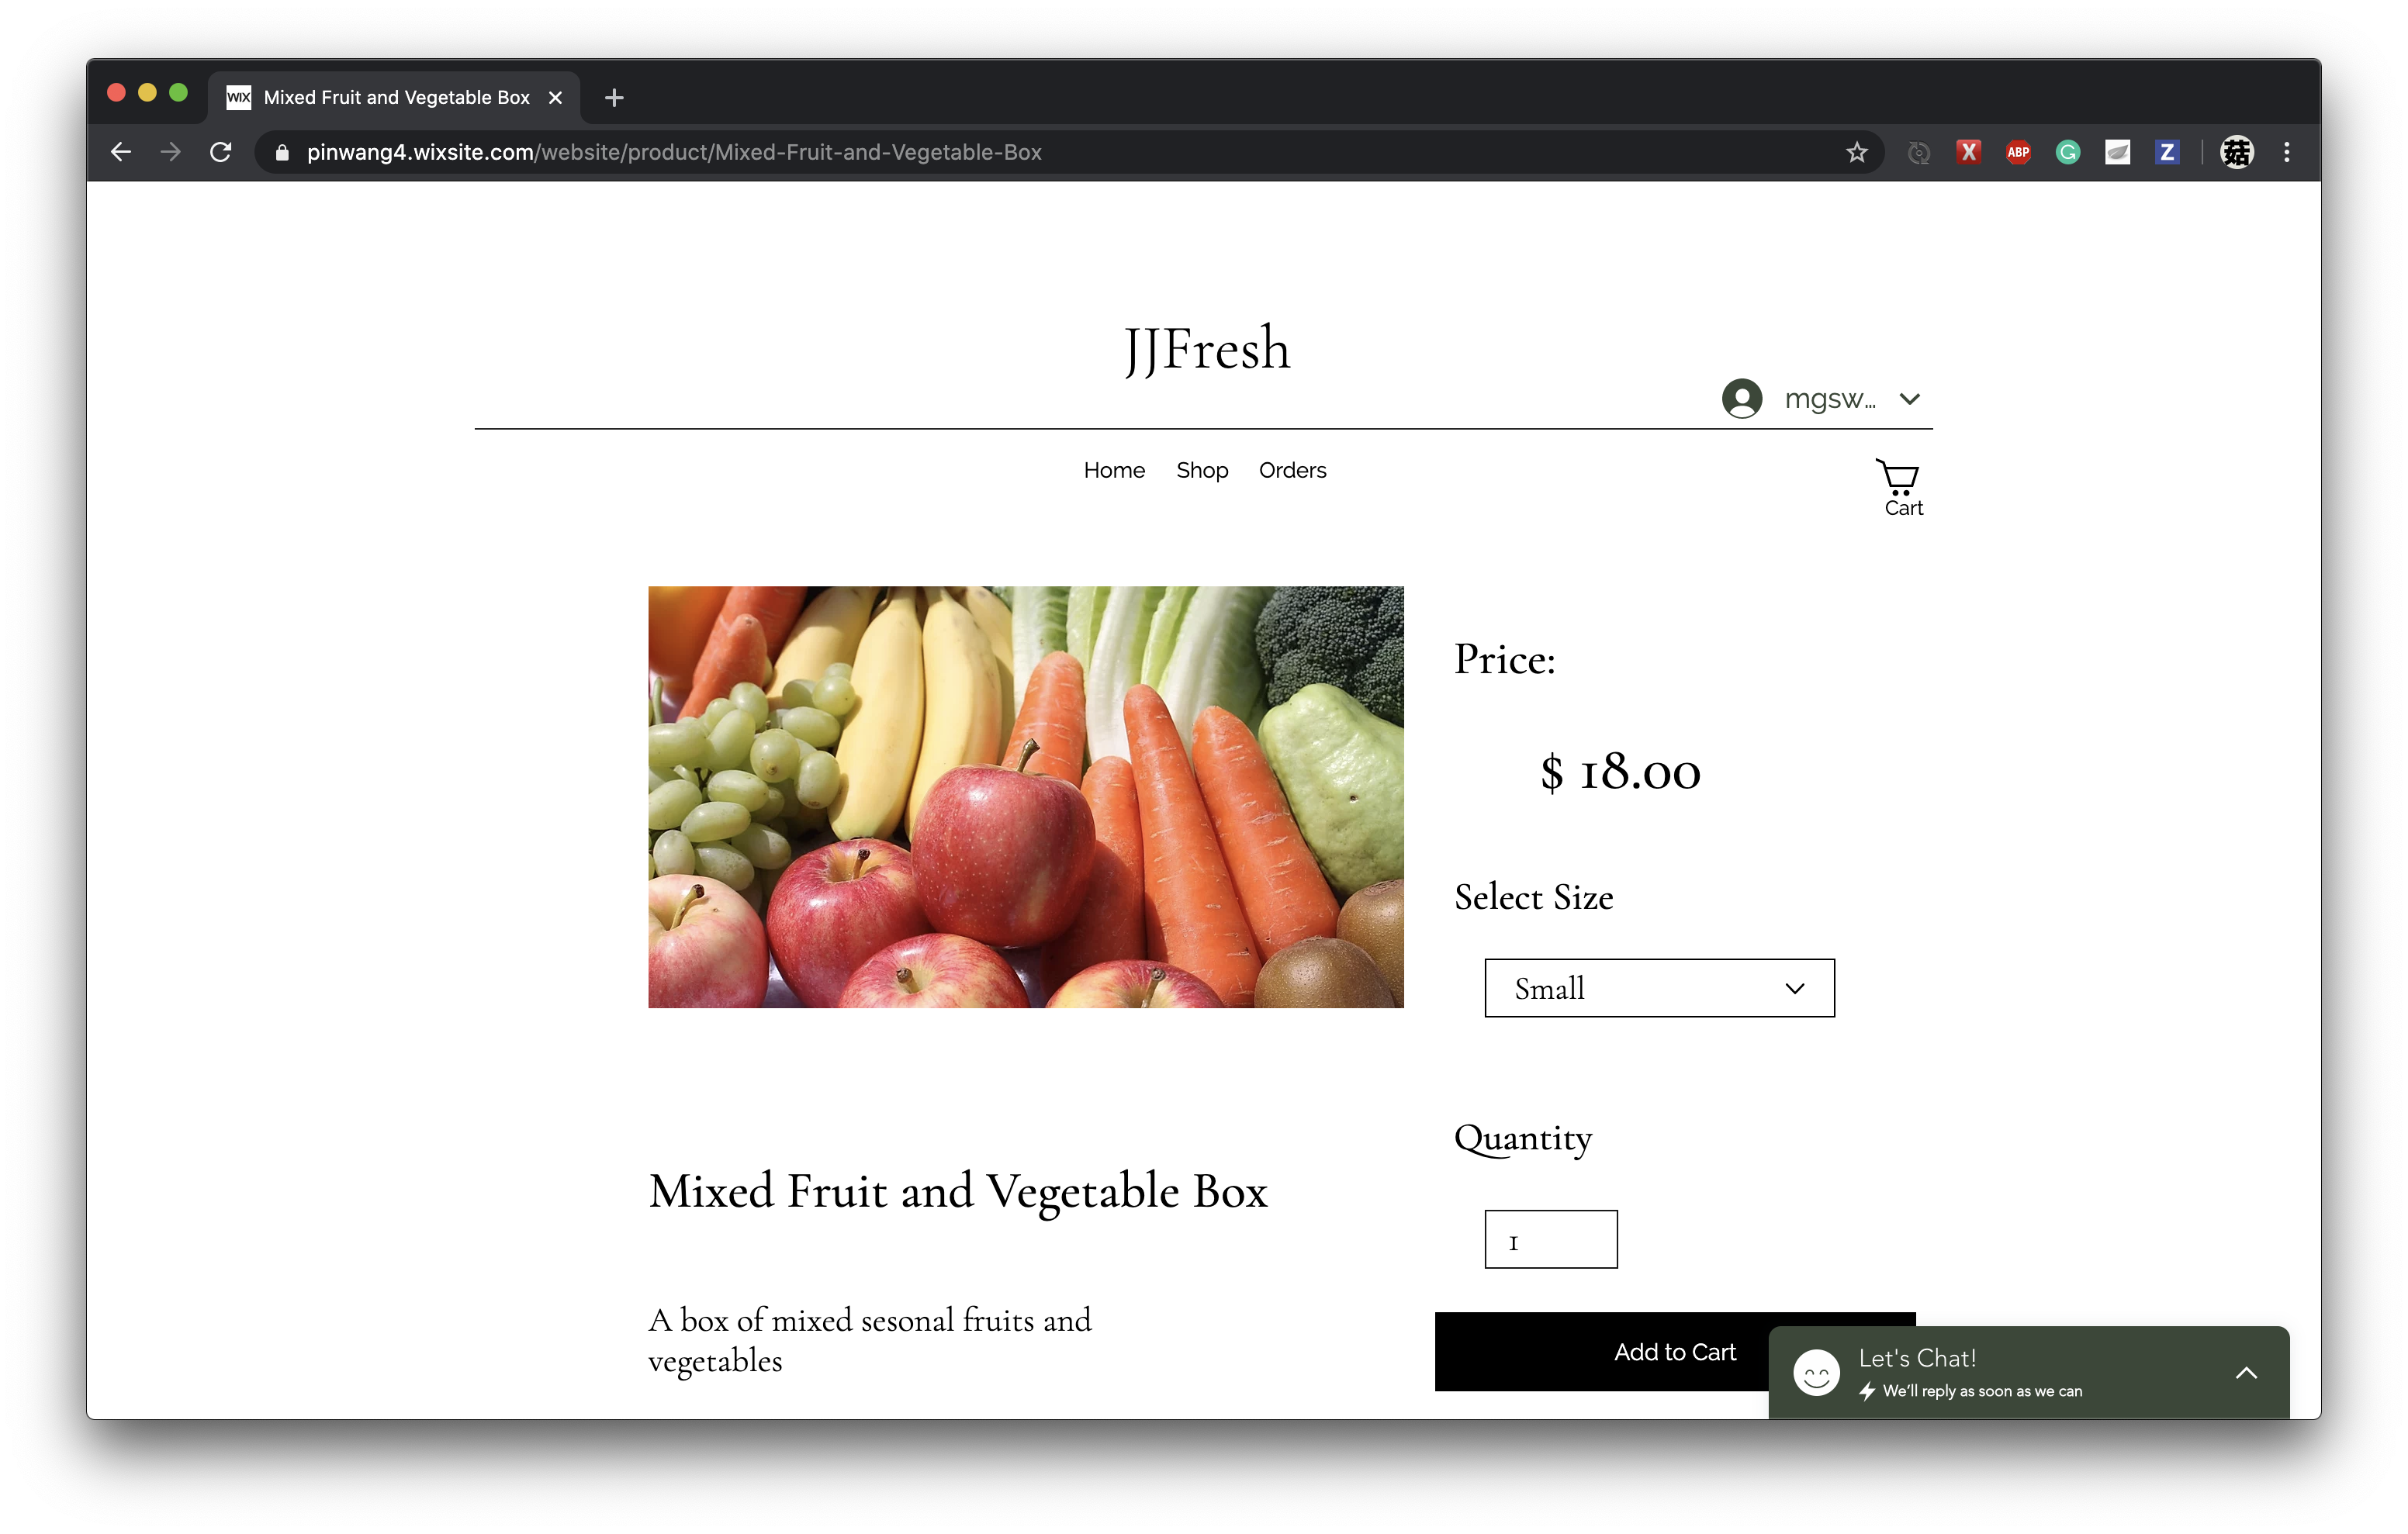 WIX Mixed Fruit and Vegetable Box
pinwang4.wixsite.com/website/product/Mixed-Fruit-and-Vegetable-Box
X ABP G Z 菇
JJFresh
mgsw...
Home Shop Orders
Cart
Price:
$ 18.00
Select Size
Small
Quantity
1
Mixed Fruit and Vegetable Box
A box of mixed sesonal fruits and
vegetables
Add to Cart
Let's Chat!
We'll reply as soon as we can